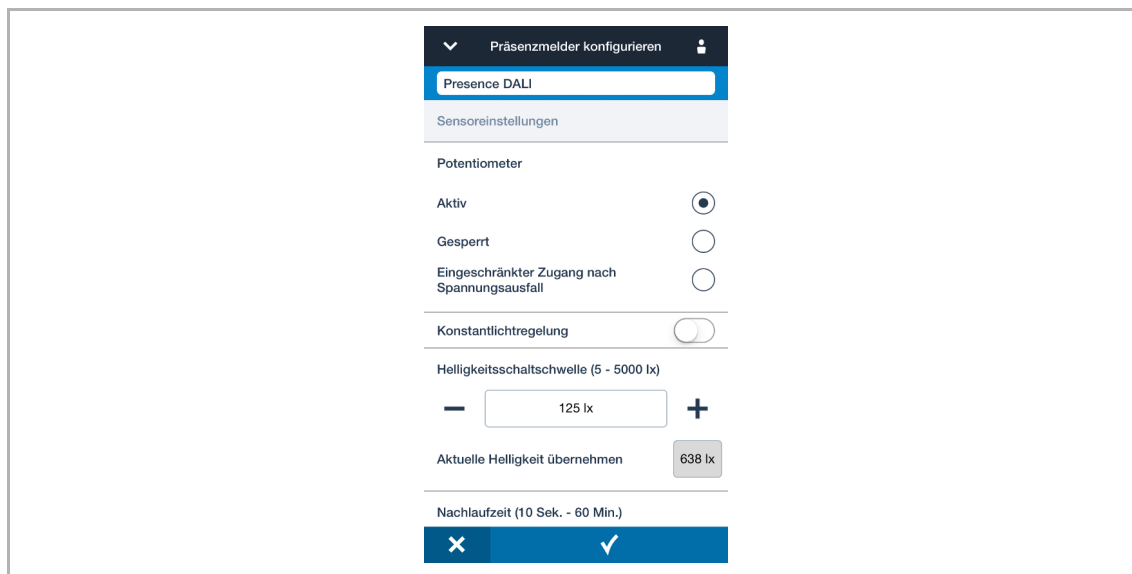 Präsenzmelder konfigurieren
Presence DALI
Sensoreinstellungen
Potentiometer
Aktiv
Gesperrt
Eingeschränkter Zugang nach
Spannungsausfall
Konstantlichtregelung
Helligkeitsschaltschwelle (5 - 5000 lx)
125 lx
Aktuelle Helligkeit übernehmen
638 lx
Nachlaufzeit (10 Sek. - 60 Min.)